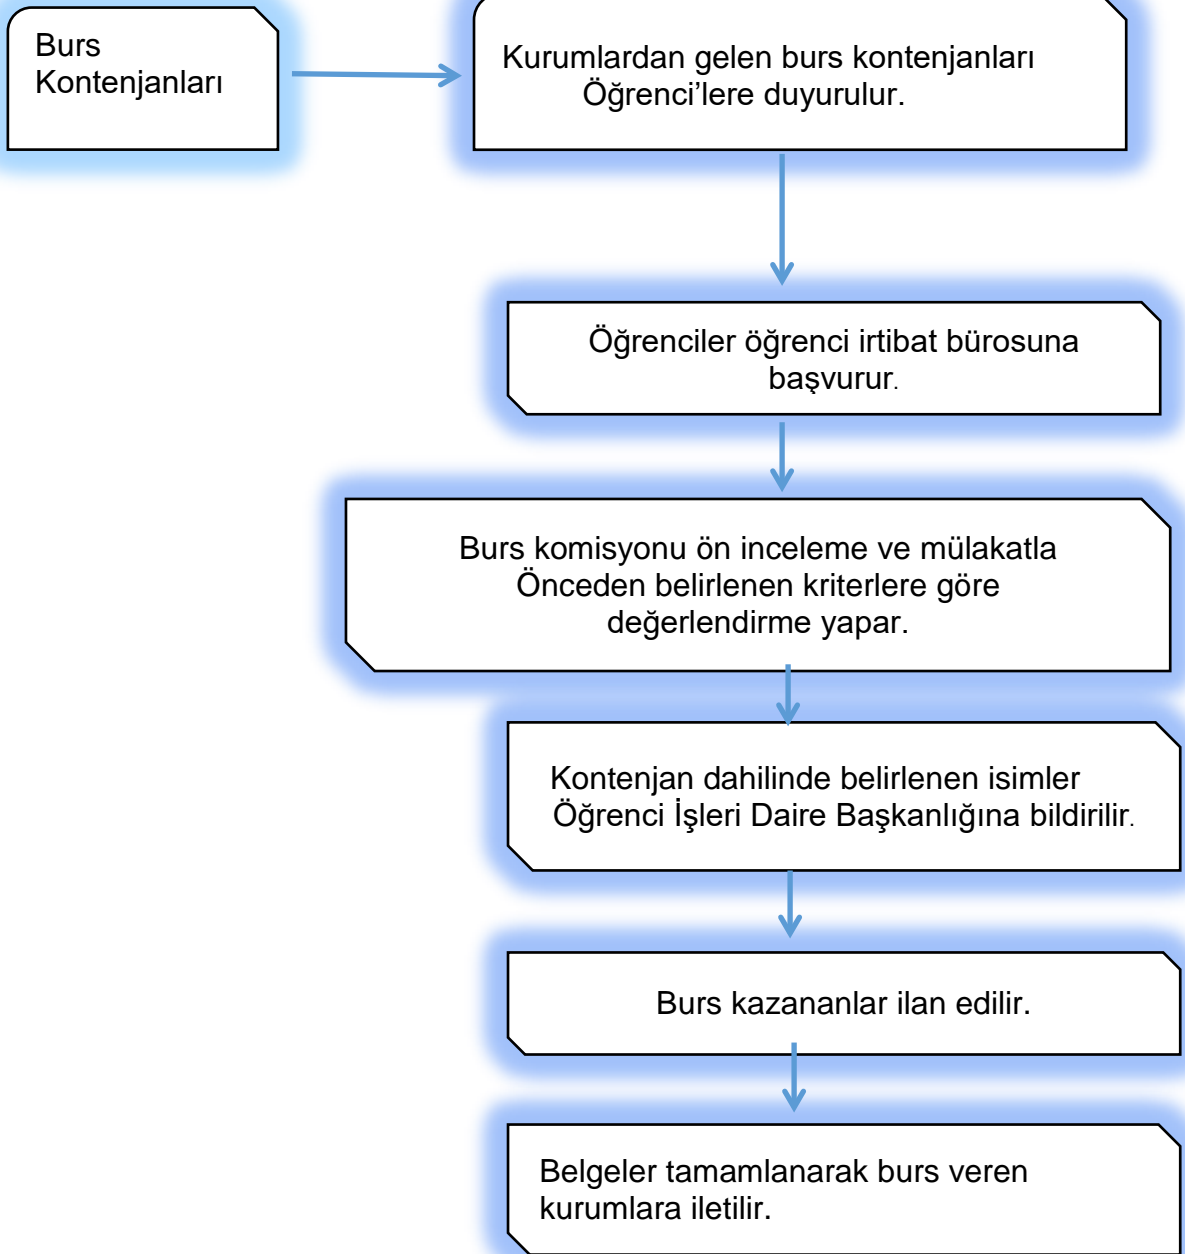 Burs
Kontenjanları
Kurumlardan gelen burs kontenjanları
Öğrenci’lere duyurulur.
Öğrenciler öğrenci irtibat bürosuna
başvurur.
Burs komisyonu ön inceleme ve mülakatla
Önceden belirlenen kriterlere göre
değerlendirme yapar.
Kontenjan dahilinde belirlenen isimler
Öğrenci İşleri Daire Başkanlığına bildirilir.
Burs kazananlar ilan edilir.
Belgeler tamamlanarak burs veren
kurumlara iletilir.